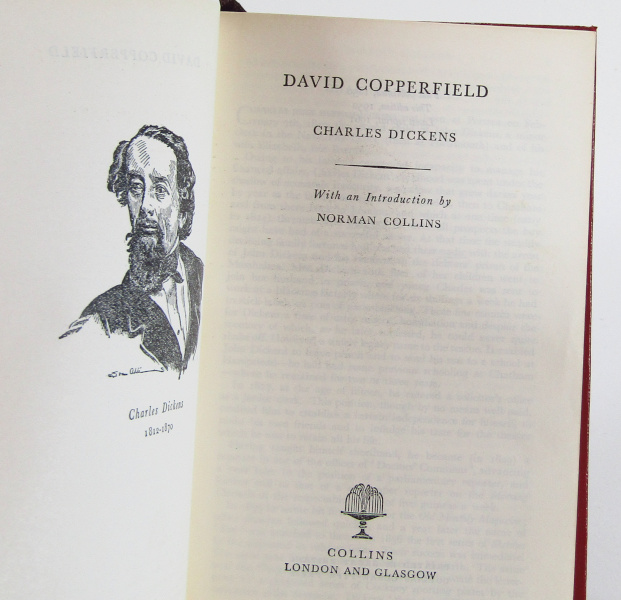 Charles Dickens
1812-1870
DAVID COPPERFIELD
CHARLES DICKENS
With an Introduction by
NORMAN COLLINS
COLLINS
LONDON AND GLASGOW